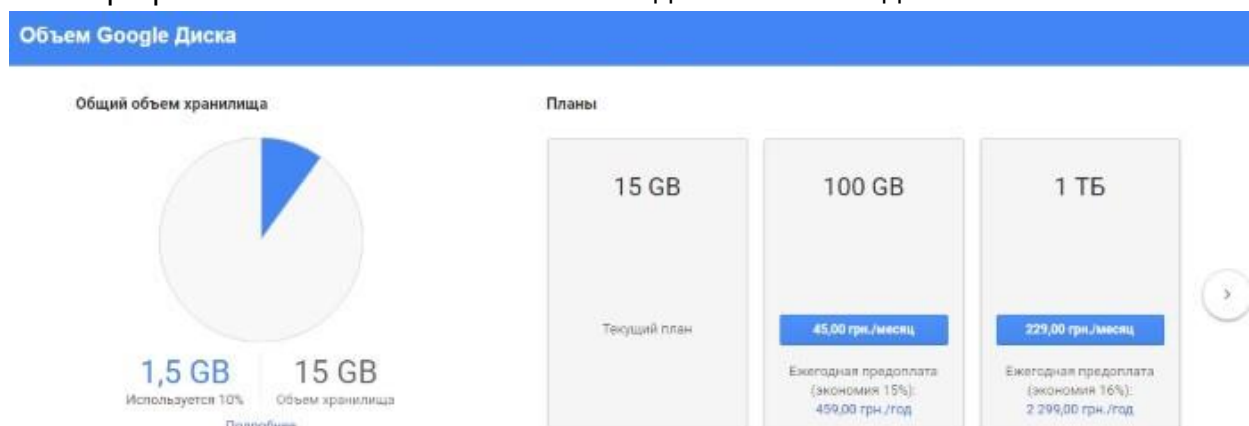 Объем Google Диска
Общий объем хранилища
Планы
1,5 GB
Используется 10%
15 GB
Объем хранилища
Подробнее
15 GB
Текущий план
100 GB
45,00 грн./месяц
Ежегодная предоплата
(экономия 15%):
459,00 грн./год
1 ТБ
229,00 грн./месяц
Ежегодная предоплата
(экономия 16%):
2 299,00 грн./год